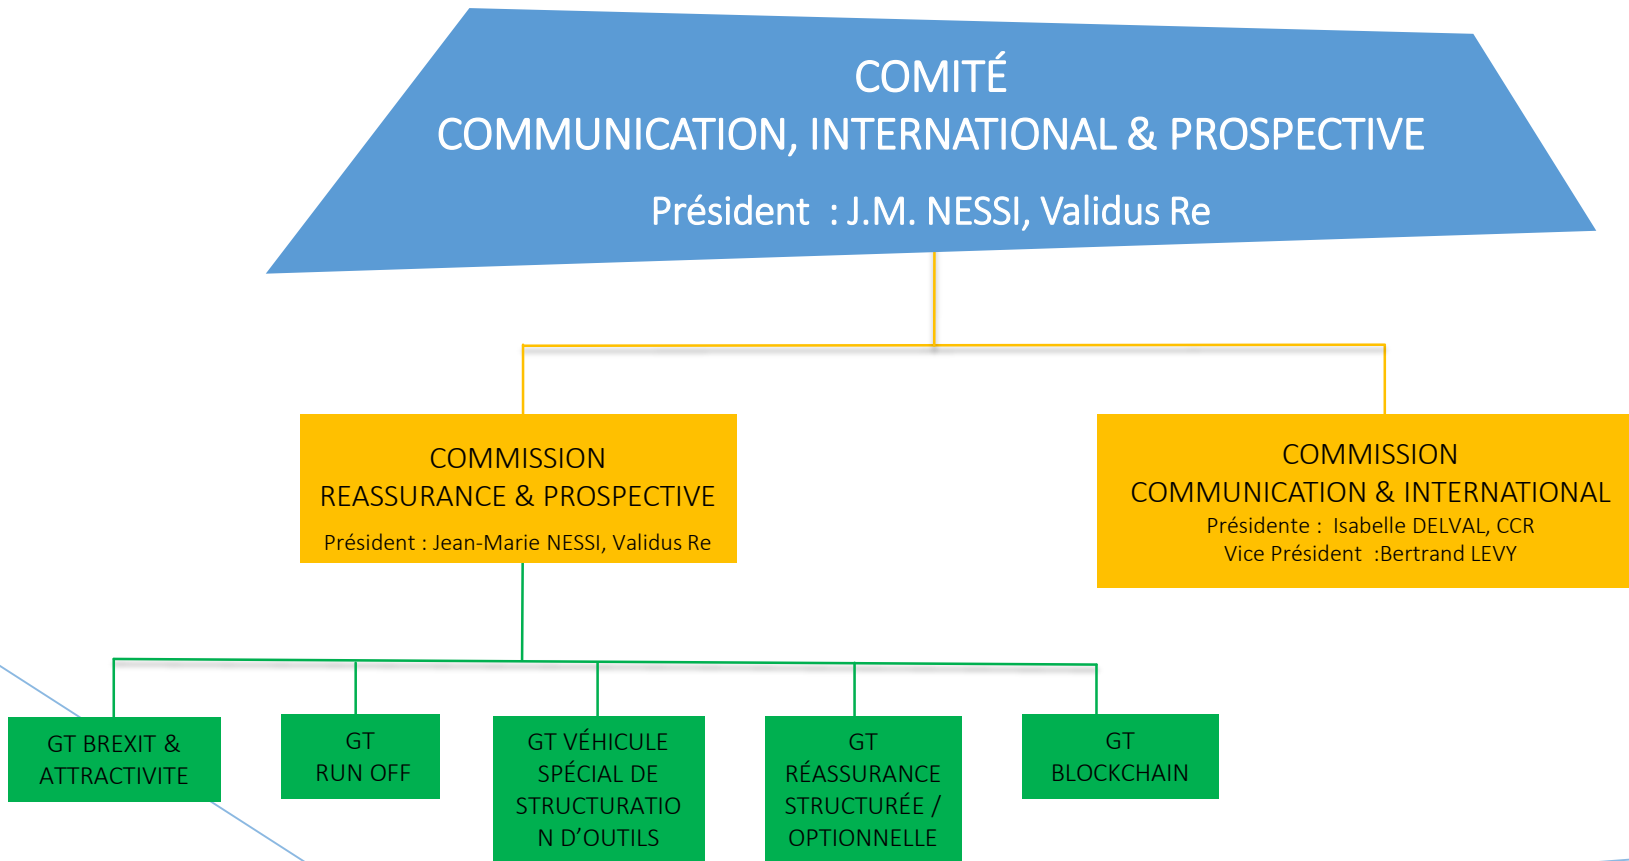 COMITÉ
COMMUNICATION, INTERNATIONAL & PROSPECTIVE
Président : J.M. NESSI, Validus Re
COMMISSION
REASSURANCE & PROSPECTIVE
Président : Jean-Marie NESSI, Validus Re
COMMISSION
COMMUNICATION & INTERNATIONAL
Présidente : Isabelle DELVAL, CCR
Vice Président :Bertrand LEVY
GT BREXIT &
ATTRACTIVITE
GT
RUN OFF
GT VÉHICULE
SPÉCIAL DE
STRUCTURATIO
N D’OUTILS
GT
RÉASSURANCE
STRUCTURÉE /
OPTIONNELLE
GT
BLOCKCHAIN